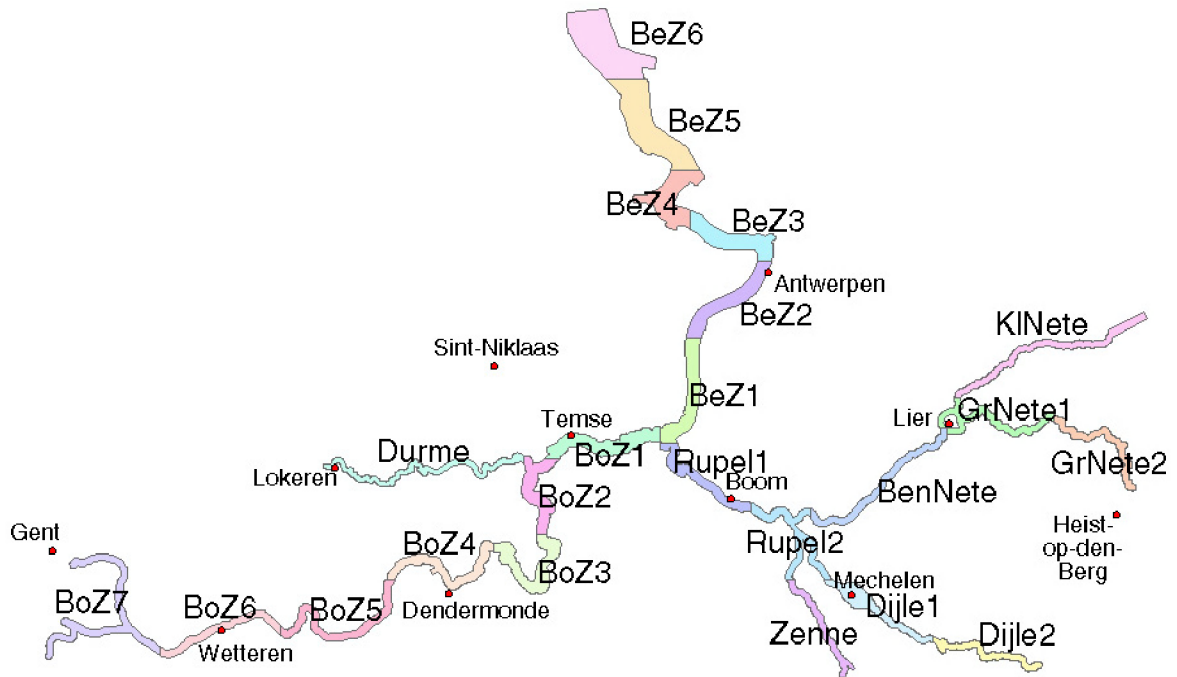 BeZ6
BeZ5
BeZ4
BeZ3
Antwerpen
BeZ2
KlNete
Sint-Niklaas
BeZ1
Lier
GrNete1
Temse
Durme
BoZ1
Rupel1
GrNete2
Lokeren
Boom
BenNete
BoZ2
Gent
Heist-
op-den-
Berg
BoZ4
Rupel2
BoZ3
Mechelen
BoZ7
BoZ6
BoZ5
Dendermonde
Dijle1
Zenne
Dijle2
Wetteren